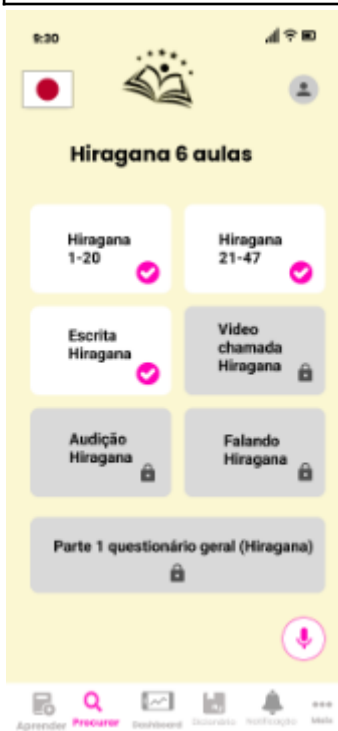 9:30
Hiragana 6 aulas
Hiragana
1-20
Hiragana
21-47
Escrita
Hiragana
Video
chamada
Hiragana
Audição
Hiragana
Falando
Hiragana
Parte 1 questionário geral (Hiragana)
Aprender Procurar Dashboard Dicionário Notificação Mais